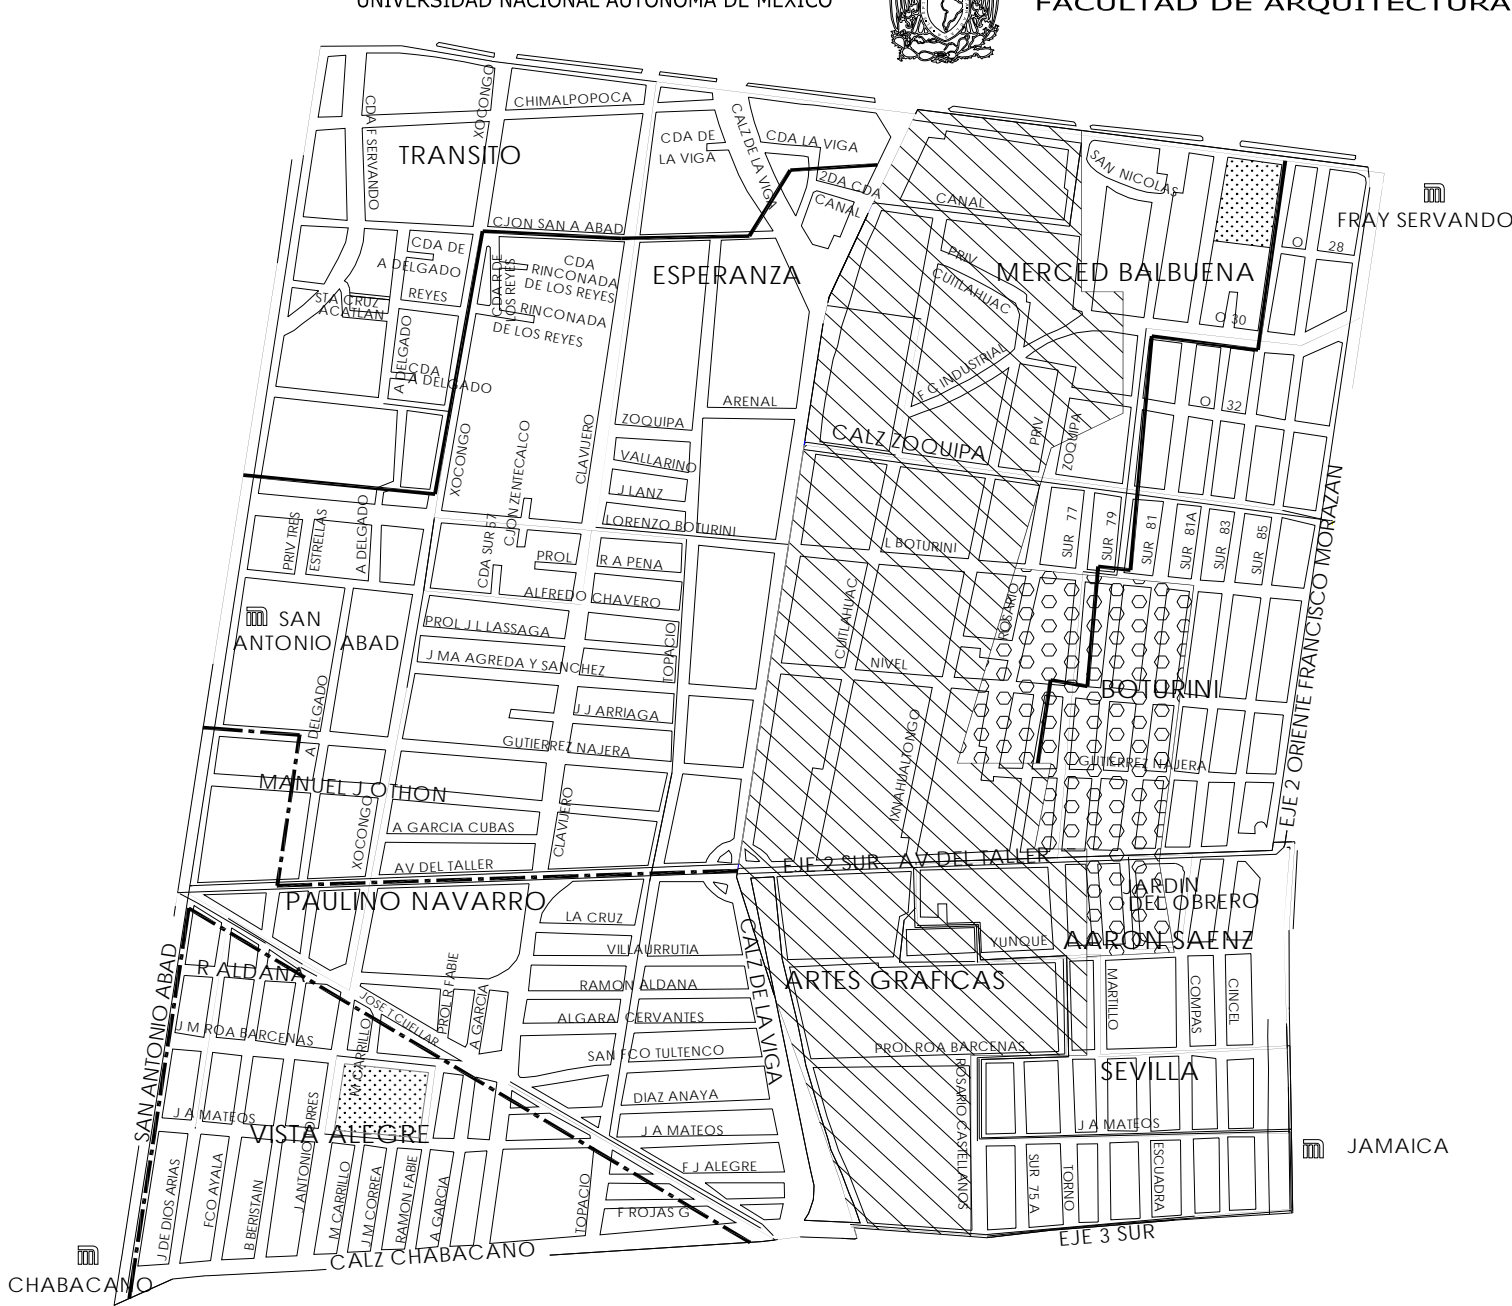 UNIVERSIDAD NACIONAL AUTONOMA DE MEXICO
FACULTAD DE ARQUITECTURA
XOCONGO
CHIMALPOPOCA
CDA F SERVANDO
TRANSITO
CDA DE
LA VIGA
CALZ DE LA VIGA
CDA LA VIGA
2DA CDA
CANAL
CANAL
SAN NICOLAS
FRAY SERVANDO
O 28
CJON SAN A ABAD
CDA DE
A DELGADO
REYES
STA CRUZ
ACATLAN
A DELGADO
CDA
A DELGADO
CDA R DE
LOS REYES
CDA
RINCONADA
DE LOS REYES
RINCONADA
DE LOS REYES
ESPERANZA
PRIV
CUITLAHUAC
MERCED BALBUENA
O 30
F C INDUSTRIAL
O 32
ARENAL
ZOQUIPA
VALLARINO
J LANZ
LORENZO BOTURINI
CALZ ZOQUIPA
PRIV
ZOQUIPA
XOCONGO
CJON ZENTECALCO
CLAVIJERO
CDA SUR 57
PRIV TRES
ESTRELLAS
A DELGADO
PROL
R A PENA
ALFREDO CHAVERO
L BOTURINI
SUR 77
SUR 79
SUR 81
SUR 81A
SUR 83
SUR 85
EJE 2 ORIENTE FRANCISCO MORAZAN
SAN
ANTONIO ABAD
PROL J L LASSAGA
J MA AGREDA Y SANCHEZ
TOPACIO
CUITLAHUAC
NIVEL
ROSARIO
BOTURINI
J J ARRIAGA
GUTIERREZ NAJERA
A DELGADO
IXNAHUALTONGO
GUTIERREZ NAJERA
MANUEL J OTHON
XOCONGO
A GARCIA CUBAS
CLAVIJERO
AV DEL TALLER
EJE 2 SUR AV DEL TALLER
PAULINO NAVARRO
JARDIN
DEL OBRERO
LA CRUZ
VILLAURRUTIA
YUNQUE
AARON SAENZ
SAN ANTONIO ABAD
R ALDANA
PROL R FABIE
A GARCIA
RAMON ALDANA
CALZ DE LA VIGA
ARTES GRAFICAS
MARTILLO
COMPAS
CINCEL
J M ROA BARCENAS
M CARRILLO
JOSE T CUELLAR
ALGARA CERVANTES
SAN FCO TULTENCO
PROL ROA BARCENAS
SEVILLA
J A MATEOS
VISTA ALEGRE
J ANTONIO TORRES
DIAZ ANAYA
J A MATEOS
J A MATEOS
ROSARIO CASTELLANOS
JAMAICA
J DE DIOS ARIAS
FCO AYALA
B BERISTAIN
M CARRILLO
J M CORREA
RAMON FABIE
A GARCIA
TOPACIO
F J ALEGRE
F ROJAS G
SUR 75 A
TORNO
ESCUADRA
EJE 3 SUR
CALZ CHABACANO
CHABACANO